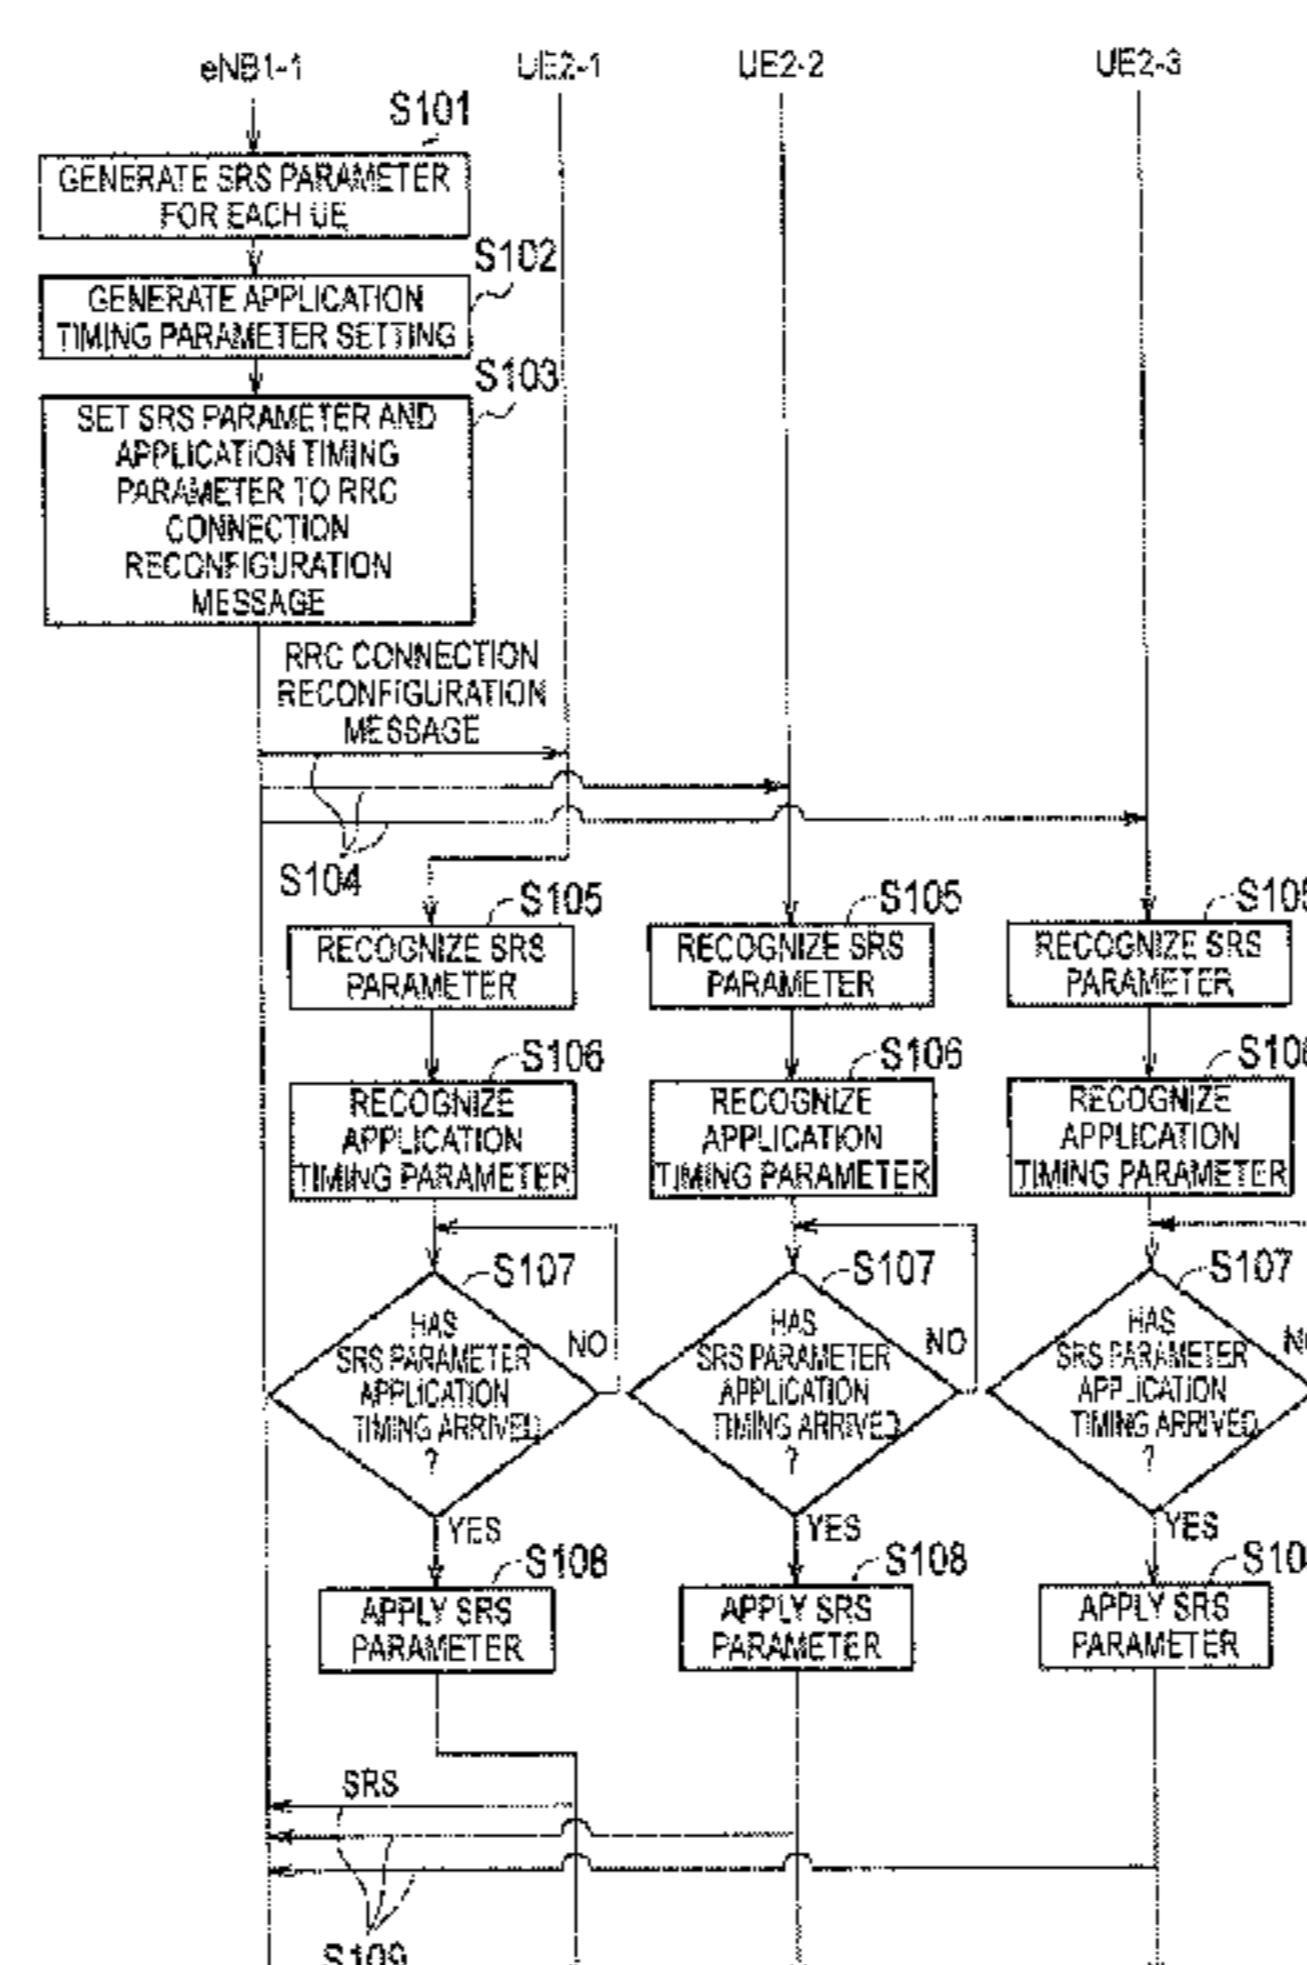 eNB1-1 UE2-1 UE2-2 UE2-3
S101
GENERATE SRS PARAMETER
FOR EACH UE
S102
GENERATE APPLICATION
TIMING PARAMETER SETTING
S103
SET SRS PARAMETER AND
APPLICATION TIMING
PARAMETER TO RRC
CONNECTION
RECONFIGURATION
MESSAGE
RRC CONNECTION
RECONFIGURATION
MESSAGE
S104
S105 S105 S105
RECOGNIZE SRS RECOGNIZE SRS RECOGNIZE SRS
PARAMETER PARAMETER PARAMETER
S106 S106 S106
RECOGNIZE RECOGNIZE RECOGNIZE
APPLICATION APPLICATION APPLICATION
TIMING PARAMETER TIMING PARAMETER TIMING PARAMETER
S107 S107 S107
HAS HAS HAS
NO NO NO
SRS PARAMETER SRS PARAMETER SRS PARAMETER
APPLICATION APPLICATION APPLICATION
TIMING ARRIVED TIMING ARRIVED TIMING ARRIVED
? ? ?
YES YES YES
S108 S108 S10
APPLY SRS APPLY SRS APPLY SRS
PARAMETER PARAMETER PARAMETER
SRS
S109